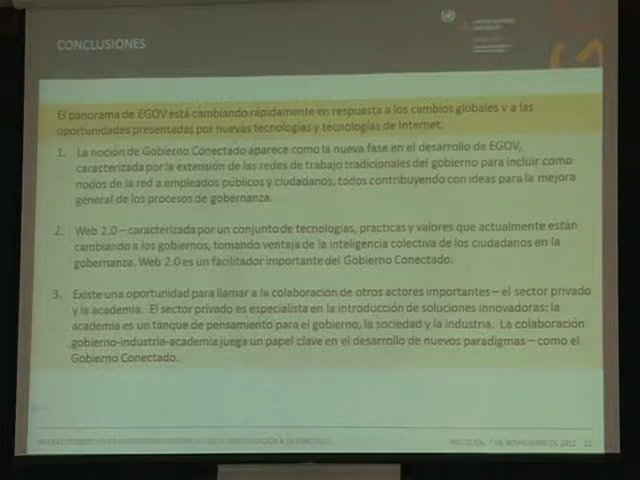 CONCLUSIONES
El panorama de EGOV está cambiando rápidamente en respuesta a los cambios globales y a las
oportunidades presentadas por nuevas tecnologías y tecnologías de Internet.
1. La noción de Gobierno Conectado aparece como la nueva fase en el desarrollo de EGOV,
caracterizada por la extensión de las redes de trabajo tradicionales del gobierno para incluir como
nodos de la red a empleados públicos y ciudadanos, todos contribuyendo con ideas para la mejora
general de los procesos de gobernanza.
2. Web 2.0 – caracterizada por un conjunto de tecnologías, practicas y valores que actualmente están
cambiando a los gobiernos, tomando ventaja de la inteligencia colectiva de los ciudadanos en la
gobernanza. Web 2.0 es un facilitador importante del Gobierno Conectado.
3. Existe una oportunidad para llamar a la colaboración de otros actores importantes – el sector privado
y la academia. El sector privado es especialista en la introducción de soluciones innovadoras; la
academia es un tanque de pensamiento para el gobierno, la sociedad y la industria. La colaboración
gobierno-industria-academia juega un papel clave en el desarrollo de nuevos paradigmas – como el
Gobierno Conectado.